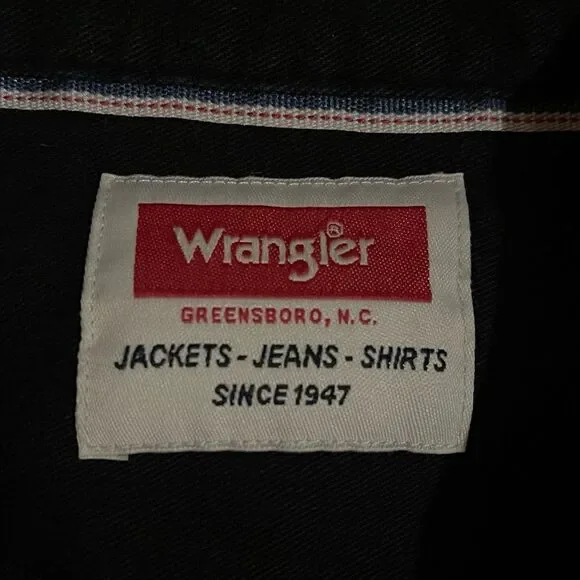 Wrangler®
GREENSBORO, N.C.
JACKETS - JEANS - SHIRTS
SINCE 1947